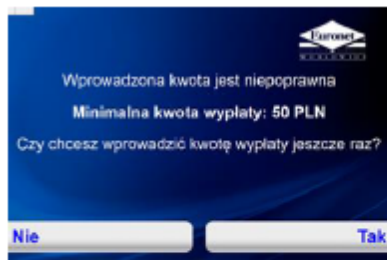 Euronet
WORLDWIDE
Wprowadzona kwota jest niepoprawna
Minimalna kwota wypłaty: 50 PLN
Czy chcesz wprowadzić kwotę wypłaty jeszcze raz?
Nie
Tak